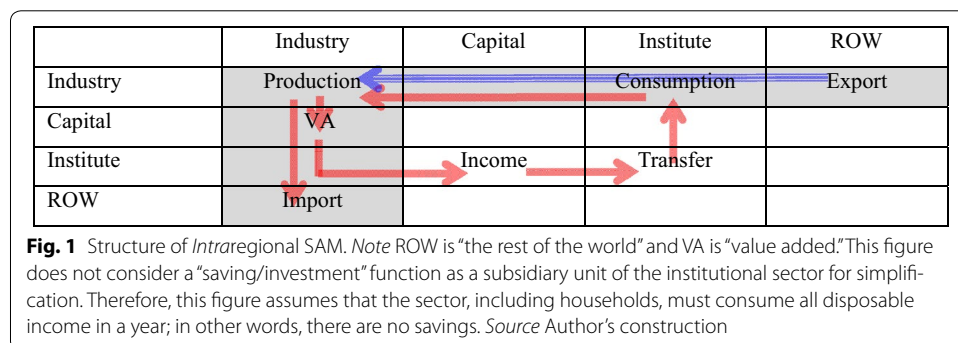 Industry Capital Institute ROW
Industry Production Consumption Export
Capital VA
Institute Income Transfer
ROW Import
Fig. 1 Structure of Intraregional SAM. Note ROW is “the rest of the world” and VA is “value added.” This figure
does not consider a “saving/investment” function as a subsidiary unit of the institutional sector for simplifi-
cation. Therefore, this figure assumes that the sector, including households, must consume all disposable
income in a year; in other words, there are no savings. Source Author’s construction